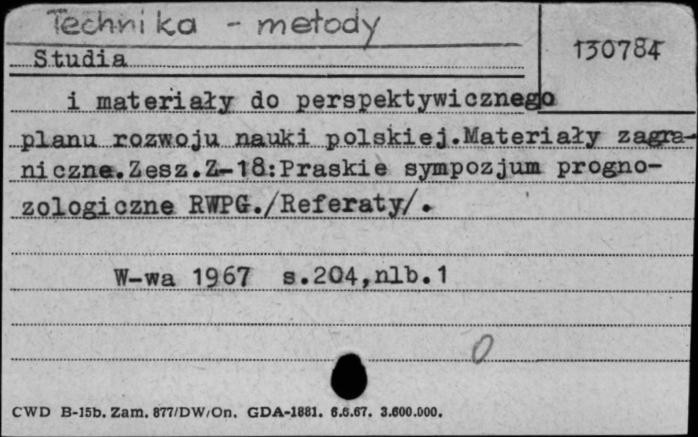 Technika - metody
130784
Studia
i materiały do perspektywicznego
planu rozwoju nauki polskiej.Materiały zagra-
niczne.Zesz.Z-18:Praskie sympozjum progno-
zologiczne RWPG./Referaty/.
W-wa 1967 s.204,nlb.1
0
CWD B-15b. Zam. 877/DW/On. GDA-1881. 6.6.67. 3.600.000.